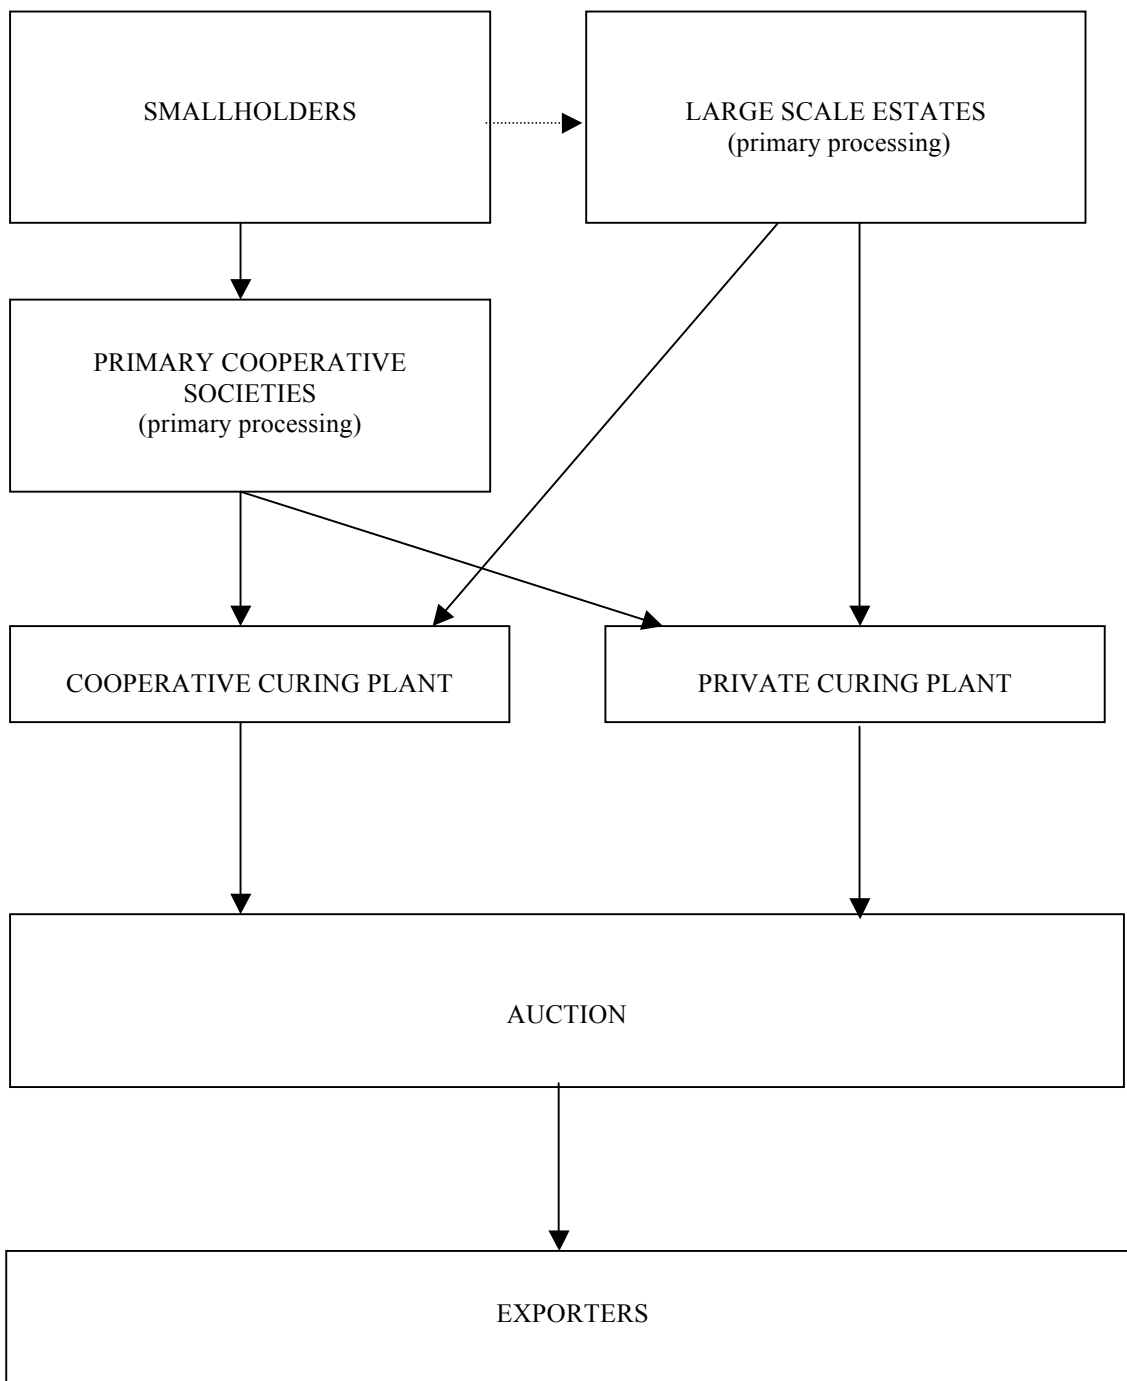 SMALLHOLDERS
LARGE SCALE ESTATES
(primary processing)
PRIMARY COOPERATIVE
SOCIETIES
(primary processing)
COOPERATIVE CURING PLANT
PRIVATE CURING PLANT
AUCTION
EXPORTERS